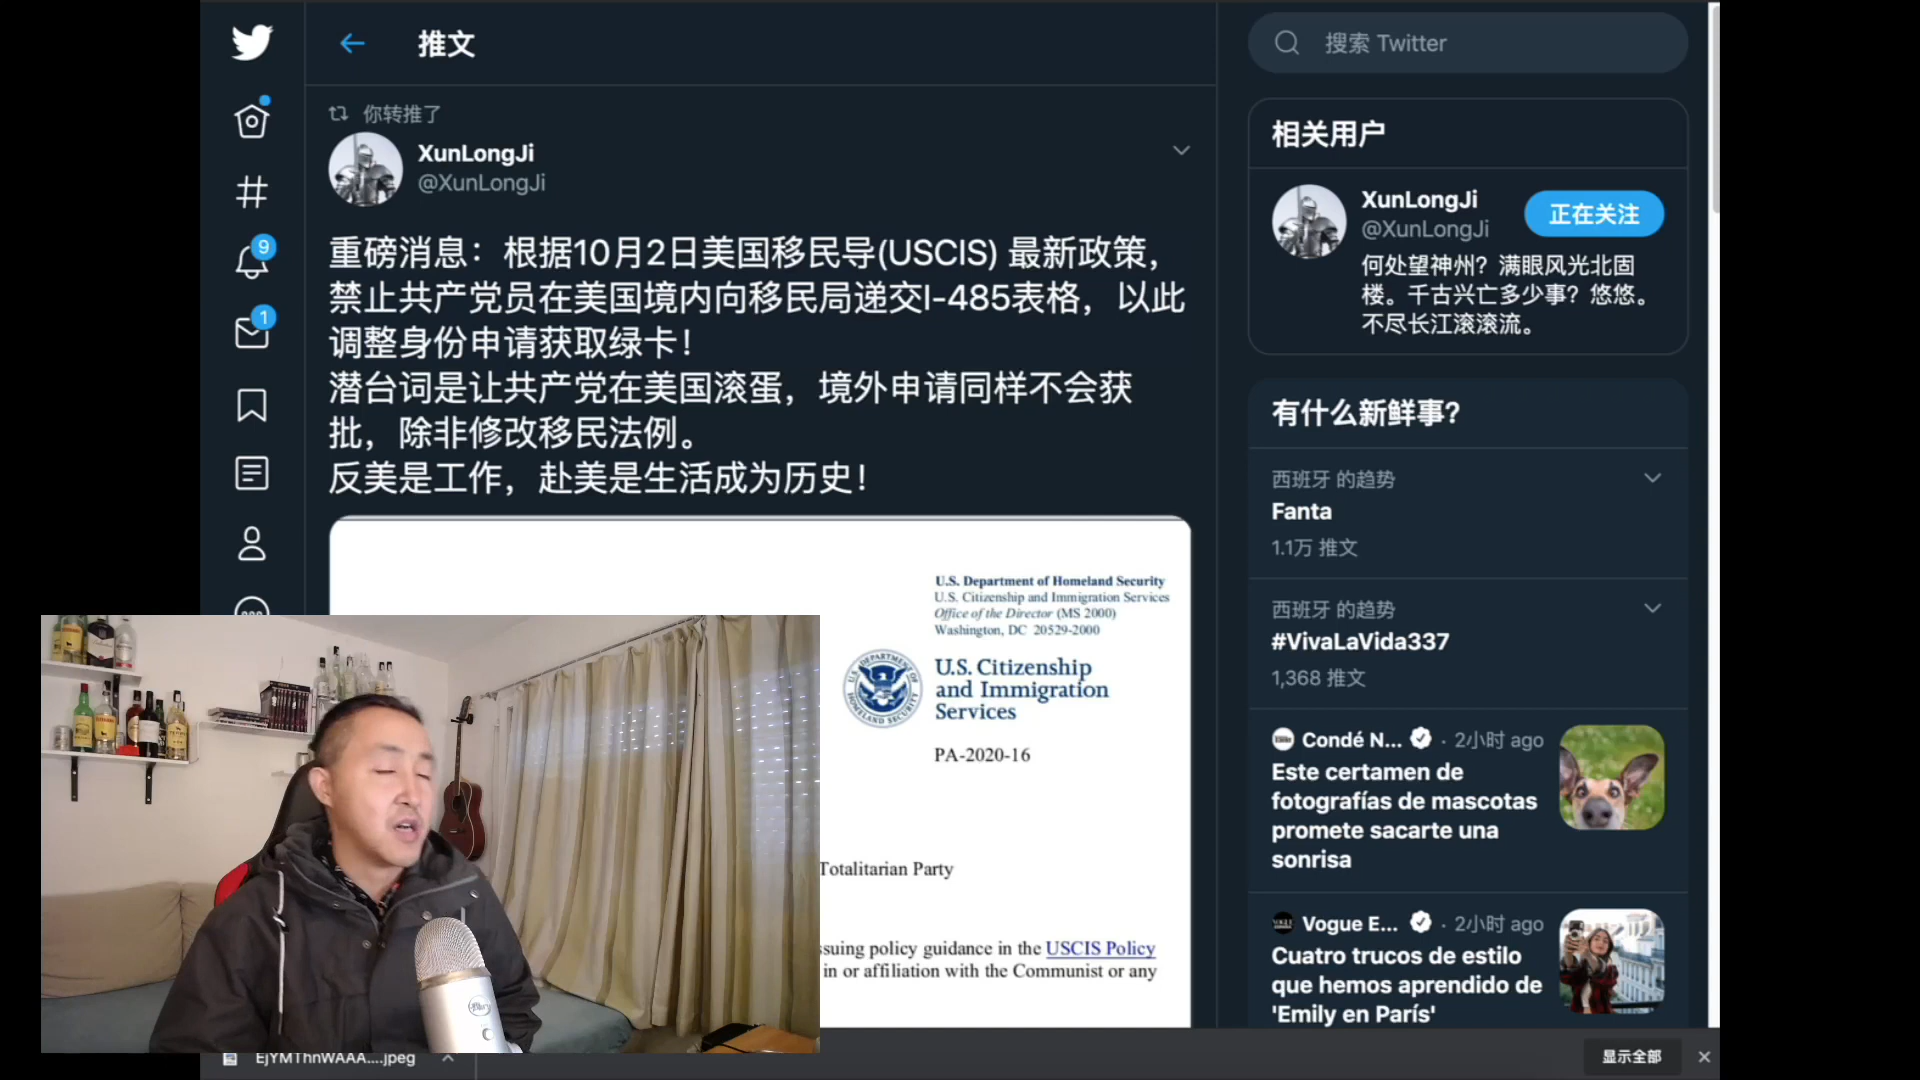 推文
搜索 Twitter
你转推了
XunLongJi
@XunLongJi
重磅消息：根据10月2日美国移民导(USCIS) 最新政策，
禁止共产党员在美国境内向移民局递交I-485表格，以此
调整身份申请获取绿卡！
潜台词是让共产党在美国滚蛋，境外申请同样不会获
批，除非修改移民法例。
反美是工作，赴美是生活成为历史！
9
1
U.S. Department of Homeland Security
U.S. Citizenship and Immigration Services
Office of the Director (MS 2000)
Washington, DC 20529-2000
U.S. Citizenship
and Immigration
Services
PA-2020-16
Totalitarian Party
ssuing policy guidance in the USCIS Policy
in or affiliation with the Communist or any
相关用户
XunLongJi
@XunLongJi
正在关注
何处望神州？满眼风光北固
楼。千古兴亡多少事？悠悠。
不尽长江滚滚流。
有什么新鲜事？
西班牙 的趋势
Fanta
1.1万 推文
西班牙 的趋势
#VivaLaVida337
1,368 推文
Condé N... · 2小时 ago
Este certamen de
fotografías de mascotas
promete sacarte una
sonrisa
Vogue E... · 2小时 ago
Cuatro trucos de estilo
que hemos aprendido de
'Emily en París'
EjYMThnWAAA....jpeg
显示全部